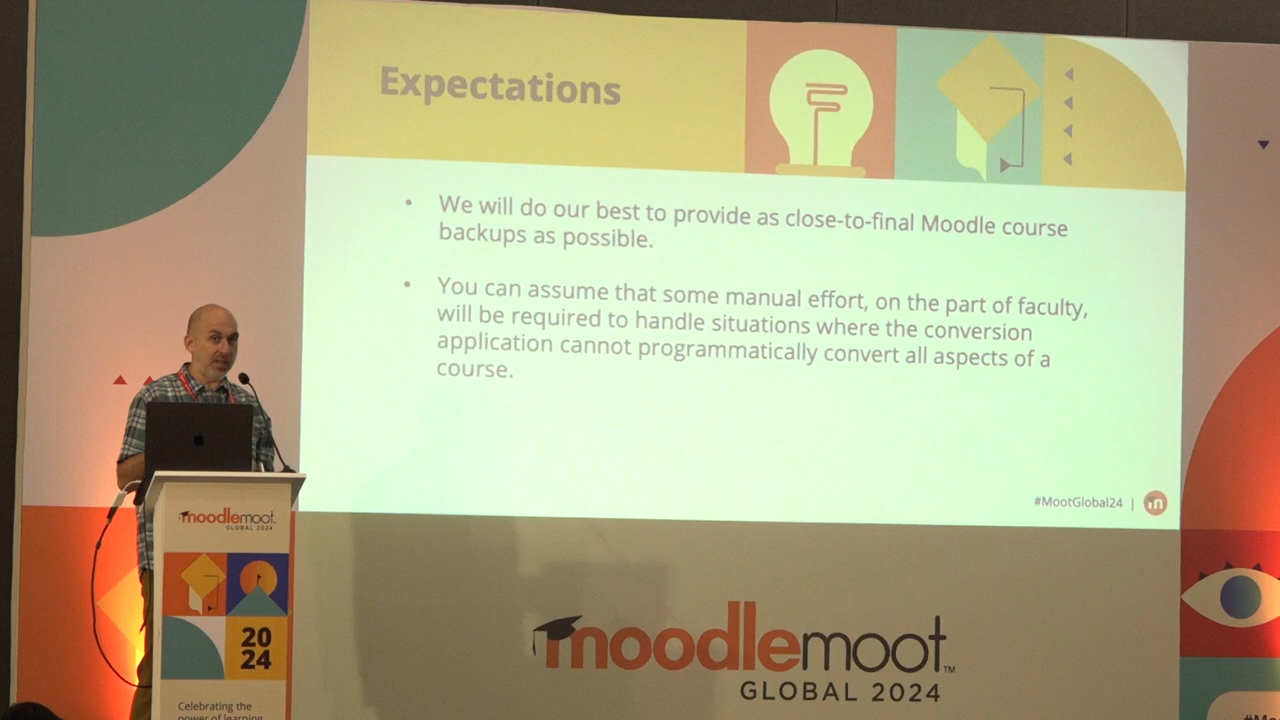 Expectations
• We will do our best to provide as close-to-final Moodle course
backups as possible.
• You can assume that some manual effort, on the part of faculty,
will be required to handle situations where the conversion
application cannot programmatically convert all aspects of a
course.
#MootGlobal24 |
m
moodlemoot
GLOBAL 2024
20
24
Celebrating the
power of learning
moodlemoot™
GLOBAL 2024